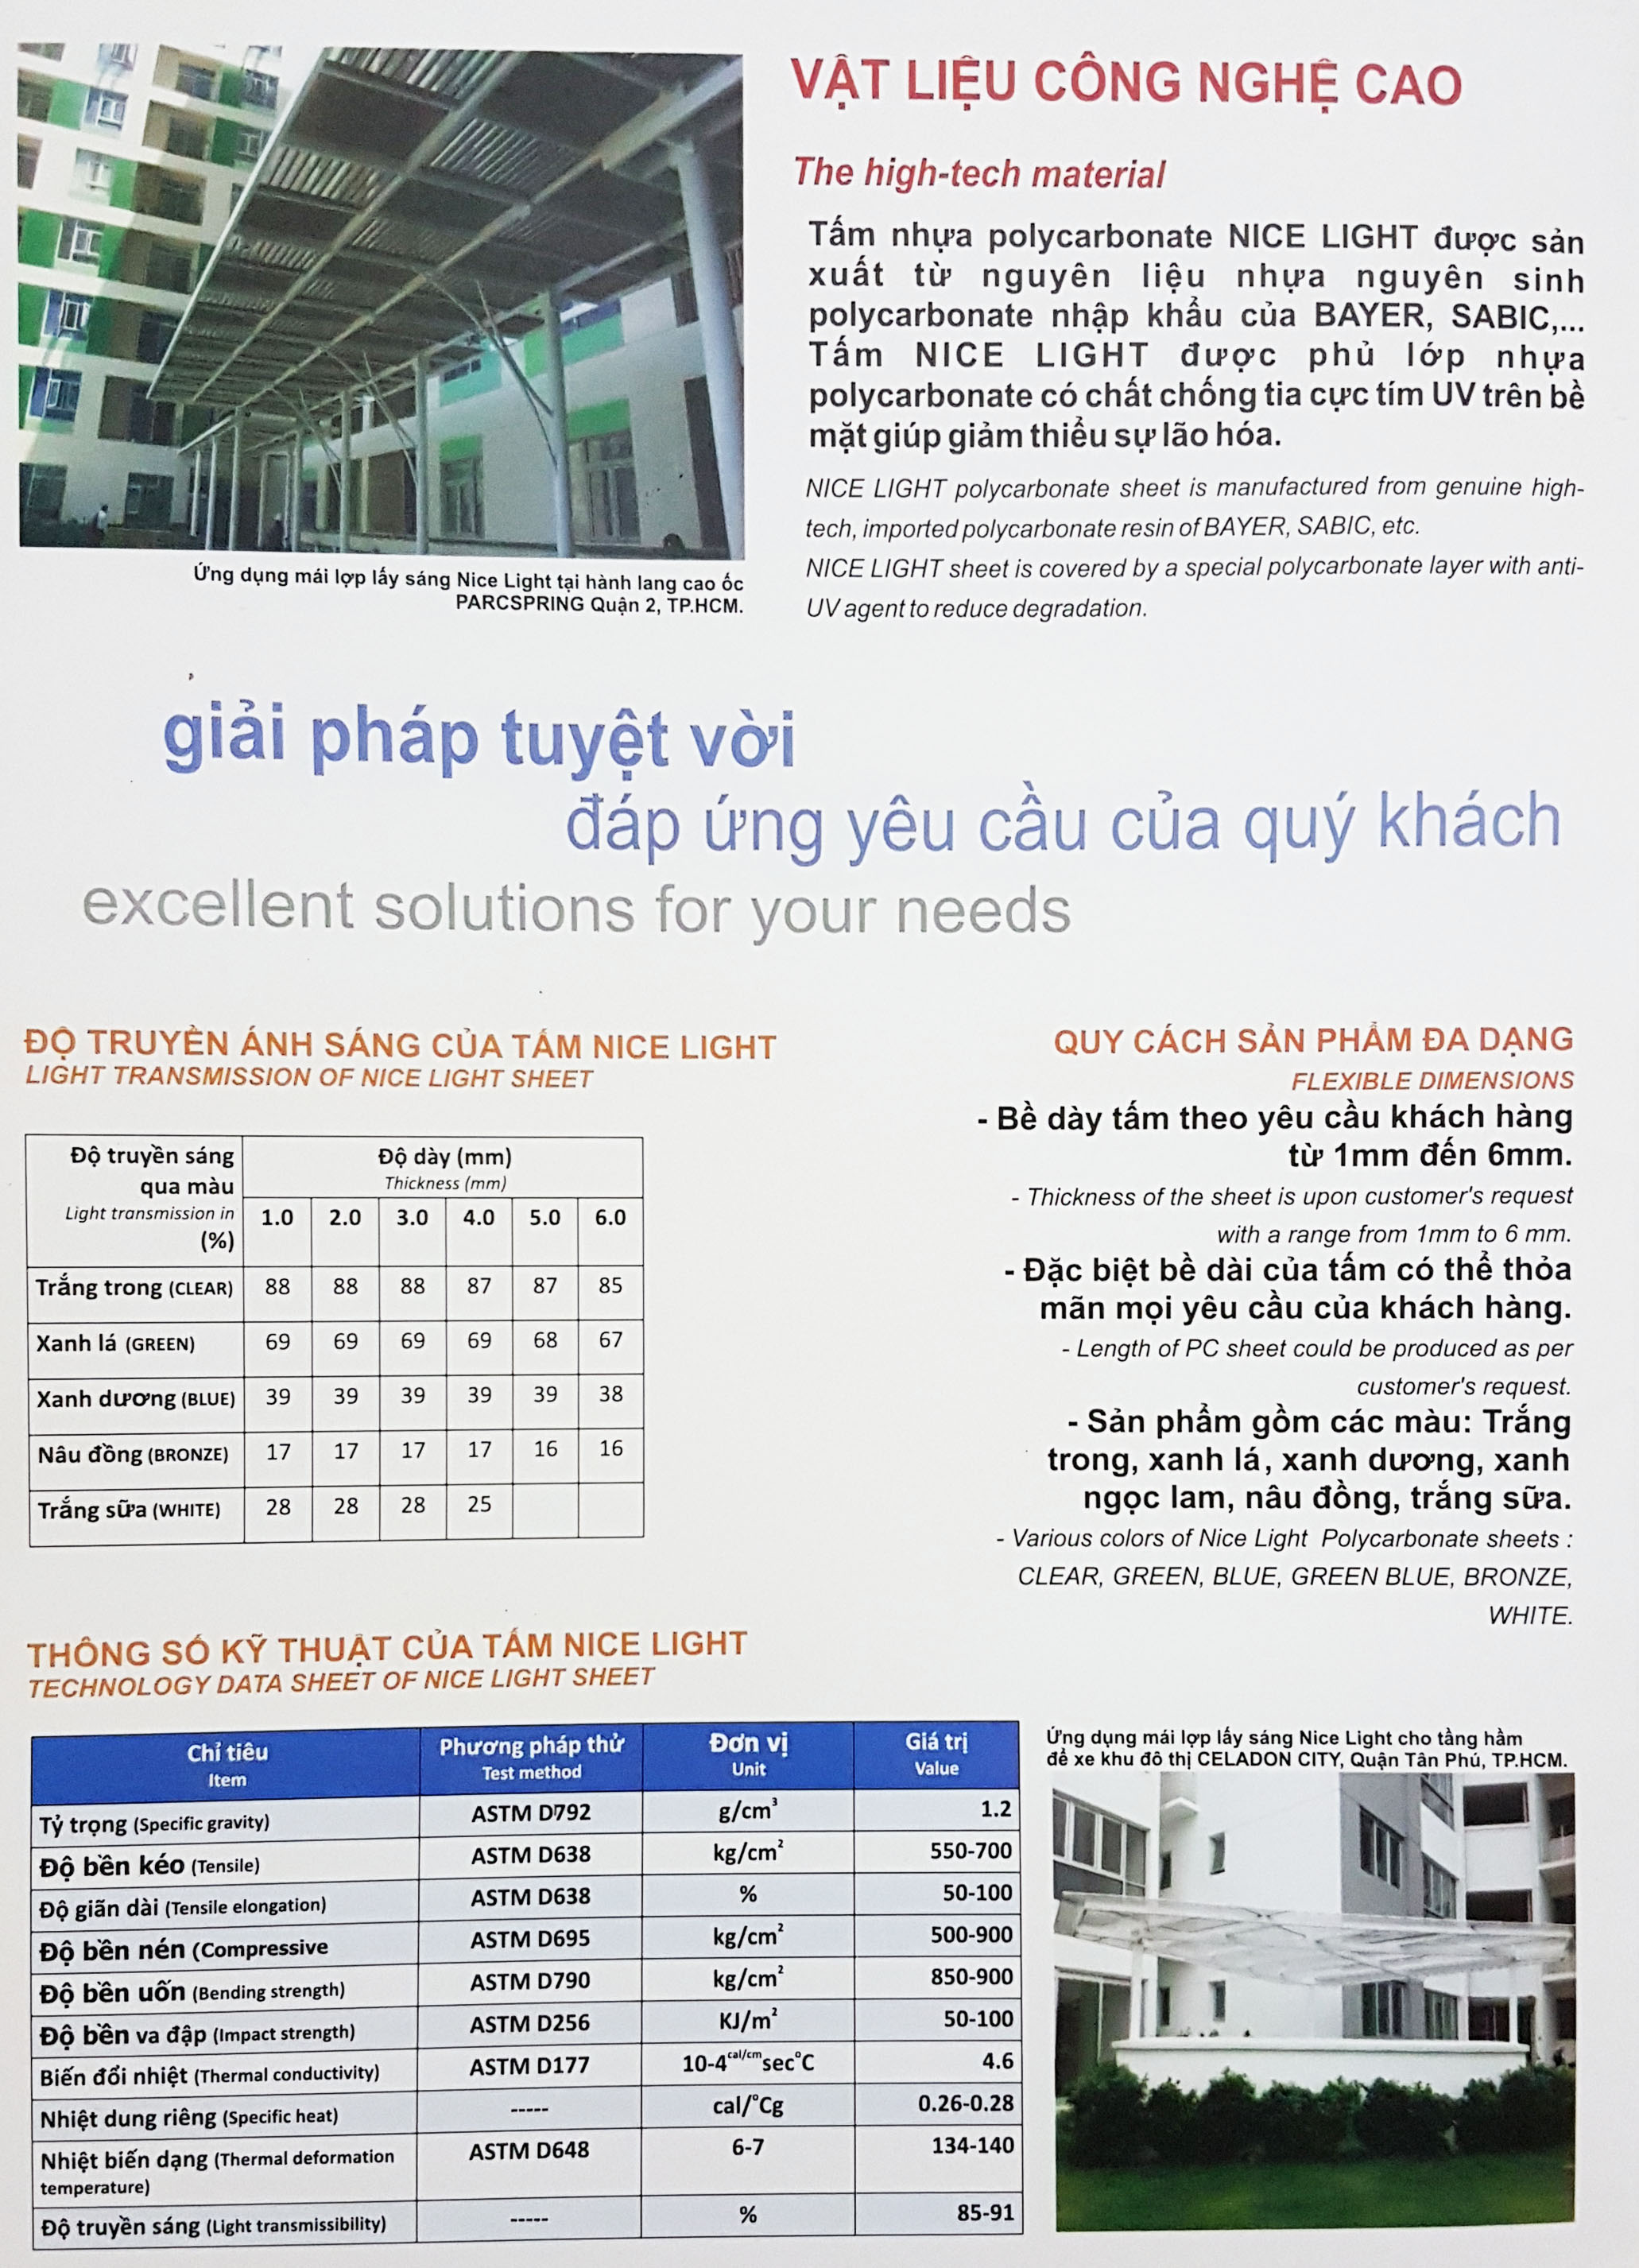 VẬT LIỆU CÔNG NGHỆ CAO
The high-tech material
Tấm nhựa polycarbonate NICE LIGHT được sản
xuất từ nguyên liệu nhựa nguyên sinh
polycarbonate nhập khẩu của BAYER, SABIC,...
Tấm NICE LIGHT được phủ lớp nhựa
polycarbonate có chất chống tia cực tím UV trên bề
mặt giúp giảm thiểu sự lão hóa.
NICE LIGHT polycarbonate sheet is manufactured from genuine high-
tech, imported polycarbonate resin of BAYER, SABIC, etc.
NICE LIGHT sheet is covered by a special polycarbonate layer with anti-
UV agent to reduce degradation.
Ứng dụng mái lợp lấy sáng Nice Light tại hành lang cao ốc
PARCSPRING Quận 2, TP.HCM.
giải pháp tuyệt vời
đáp ứng yêu cầu của quý khách
excellent solutions for your needs
ĐỘ TRUYỀN ÁNH SÁNG CỦA TẤM NICE LIGHT
LIGHT TRANSMISSION OF NICE LIGHT SHEET
Độ truyền sáng
qua màu
Light transmission in
(%)
Độ dày (mm)
Thickness (mm)
1.0 2.0 3.0 4.0 5.0 6.0
Trắng trong (CLEAR) 88 88 88 87 87 85
Xanh lá (GREEN) 69 69 69 69 68 67
Xanh dương (BLUE) 39 39 39 39 39 38
Nâu đồng (BRONZE) 17 17 17 17 16 16
Trắng sữa (WHITE) 28 28 28 25
QUY CÁCH SẢN PHẨM ĐA DẠNG
FLEXIBLE DIMENSIONS
- Bề dày tấm theo yêu cầu khách hàng
từ 1mm đến 6mm.
- Thickness of the sheet is upon customer's request
with a range from 1mm to 6 mm.
- Đặc biệt bề dài của tấm có thể thỏa
mãn mọi yêu cầu của khách hàng.
- Length of PC sheet could be produced as per
customer's request.
- Sản phẩm gồm các màu: Trắng
trong, xanh lá, xanh dương, xanh
ngọc lam, nâu đồng, trắng sữa.
- Various colors of Nice Light Polycarbonate sheets :
CLEAR, GREEN, BLUE, GREEN BLUE, BRONZE,
WHITE.
THÔNG SỐ KỸ THUẬT CỦA TẤM NICE LIGHT
TECHNOLOGY DATA SHEET OF NICE LIGHT SHEET
Chỉ tiêu Phương pháp thử Đơn vị Giá trị
Item Test method Unit Value
Tỷ trọng (Specific gravity) ASTM D792 g/cm³ 1.2
Độ bền kéo (Tensile) ASTM D638 kg/cm² 550-700
Độ giãn dài (Tensile elongation) ASTM D638 % 50-100
Độ bền nén (Compressive ASTM D695 kg/cm² 500-900
Độ bền uốn (Bending strength) ASTM D790 kg/cm² 850-900
Độ bền va đập (Impact strength) ASTM D256 KJ/m² 50-100
Biến đổi nhiệt (Thermal conductivity) ASTM D177 10-4cal/cmsec°C 4.6
Nhiệt dung riêng (Specific heat) ----- cal/°Cg 0.26-0.28
Nhiệt biến dạng (Thermal deformation ASTM D648 6-7 134-140
temperature)
Độ truyền sáng (Light transmissibility) ----- % 85-91
Ứng dụng mái lợp lấy sáng Nice Light cho tầng hầm
để xe khu đô thị CELADON CITY, Quận Tân Phú, TP.HCM.